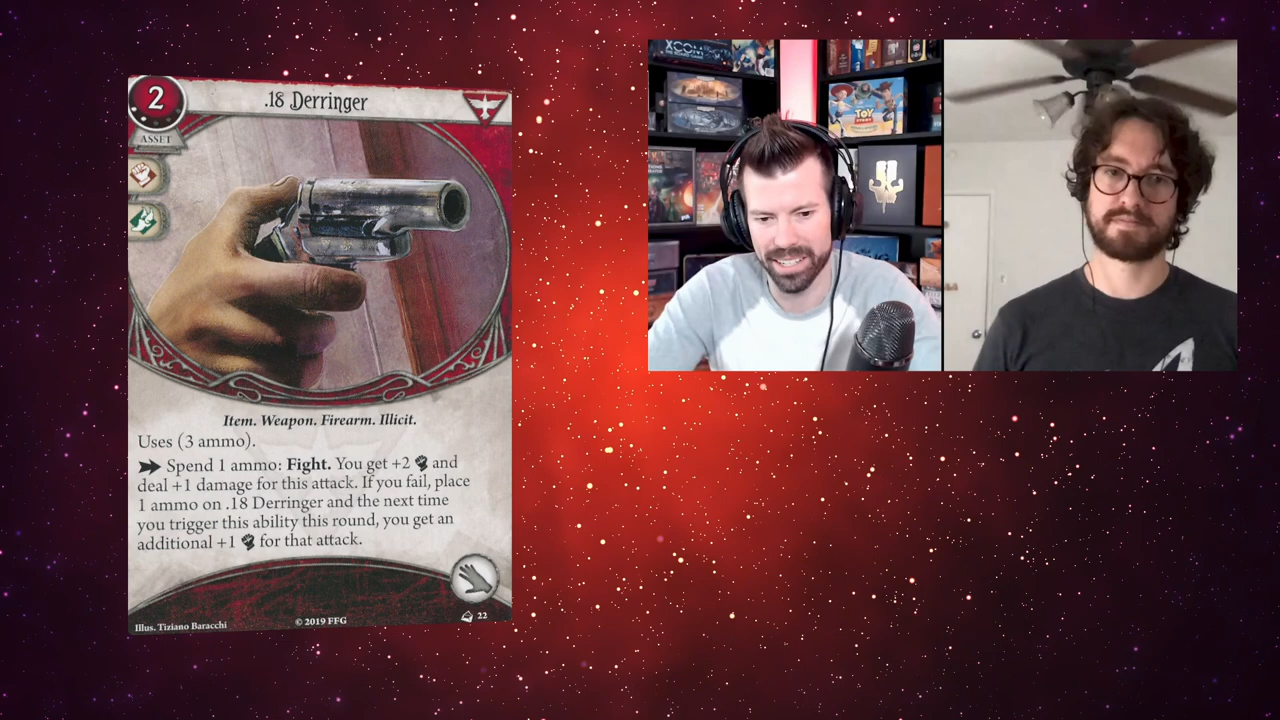 2
.18 Derringer
ASSET
Item. Weapon. Firearm. Illicit.
Uses (3 ammo).
Spend 1 ammo: Fight. You get +2 and
deal +1 damage for this attack. If you fail, place
1 ammo on .18 Derringer and the next time
you trigger this ability this round, you get an
additional +1 for that attack.
Illus. Tiziano Baracchi
© 2019 FFG
22
XCOM
TOY
STORY